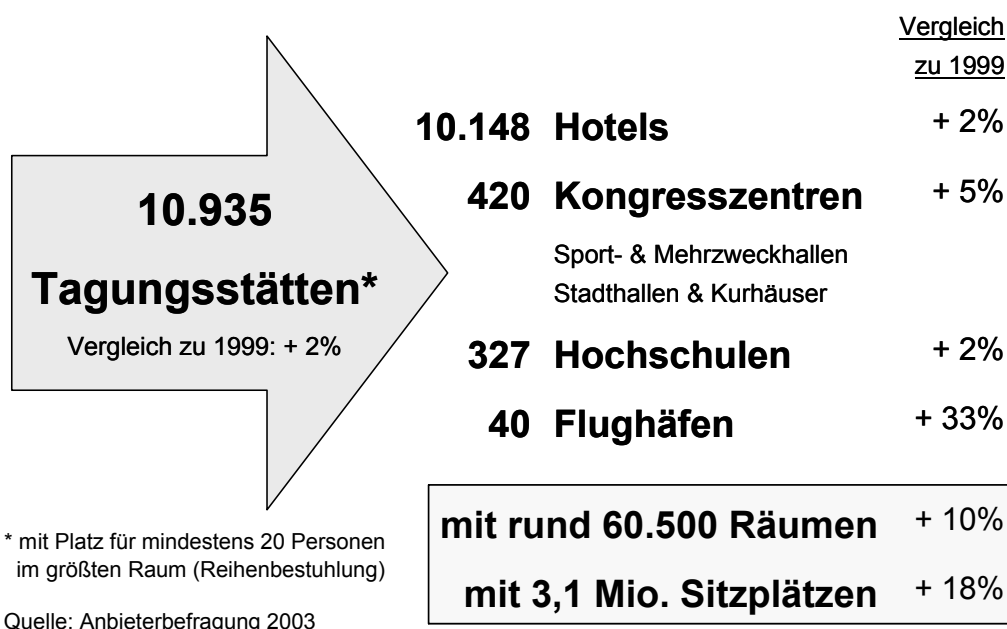 Vergleich
zu 1999
10.935
Tagungsstätten*
Vergleich zu 1999: + 2%
10.148 Hotels + 2%
420 Kongresszentren + 5%
Sport- & Mehrzweckhallen
Stadthallen & Kurhäuser
327 Hochschulen + 2%
40 Flughäfen + 33%
mit rund 60.500 Räumen + 10%
mit 3,1 Mio. Sitzplätzen + 18%
* mit Platz für mindestens 20 Personen
im größten Raum (Reihenbestuhlung)
Quelle: Anbieterbefragung 2003